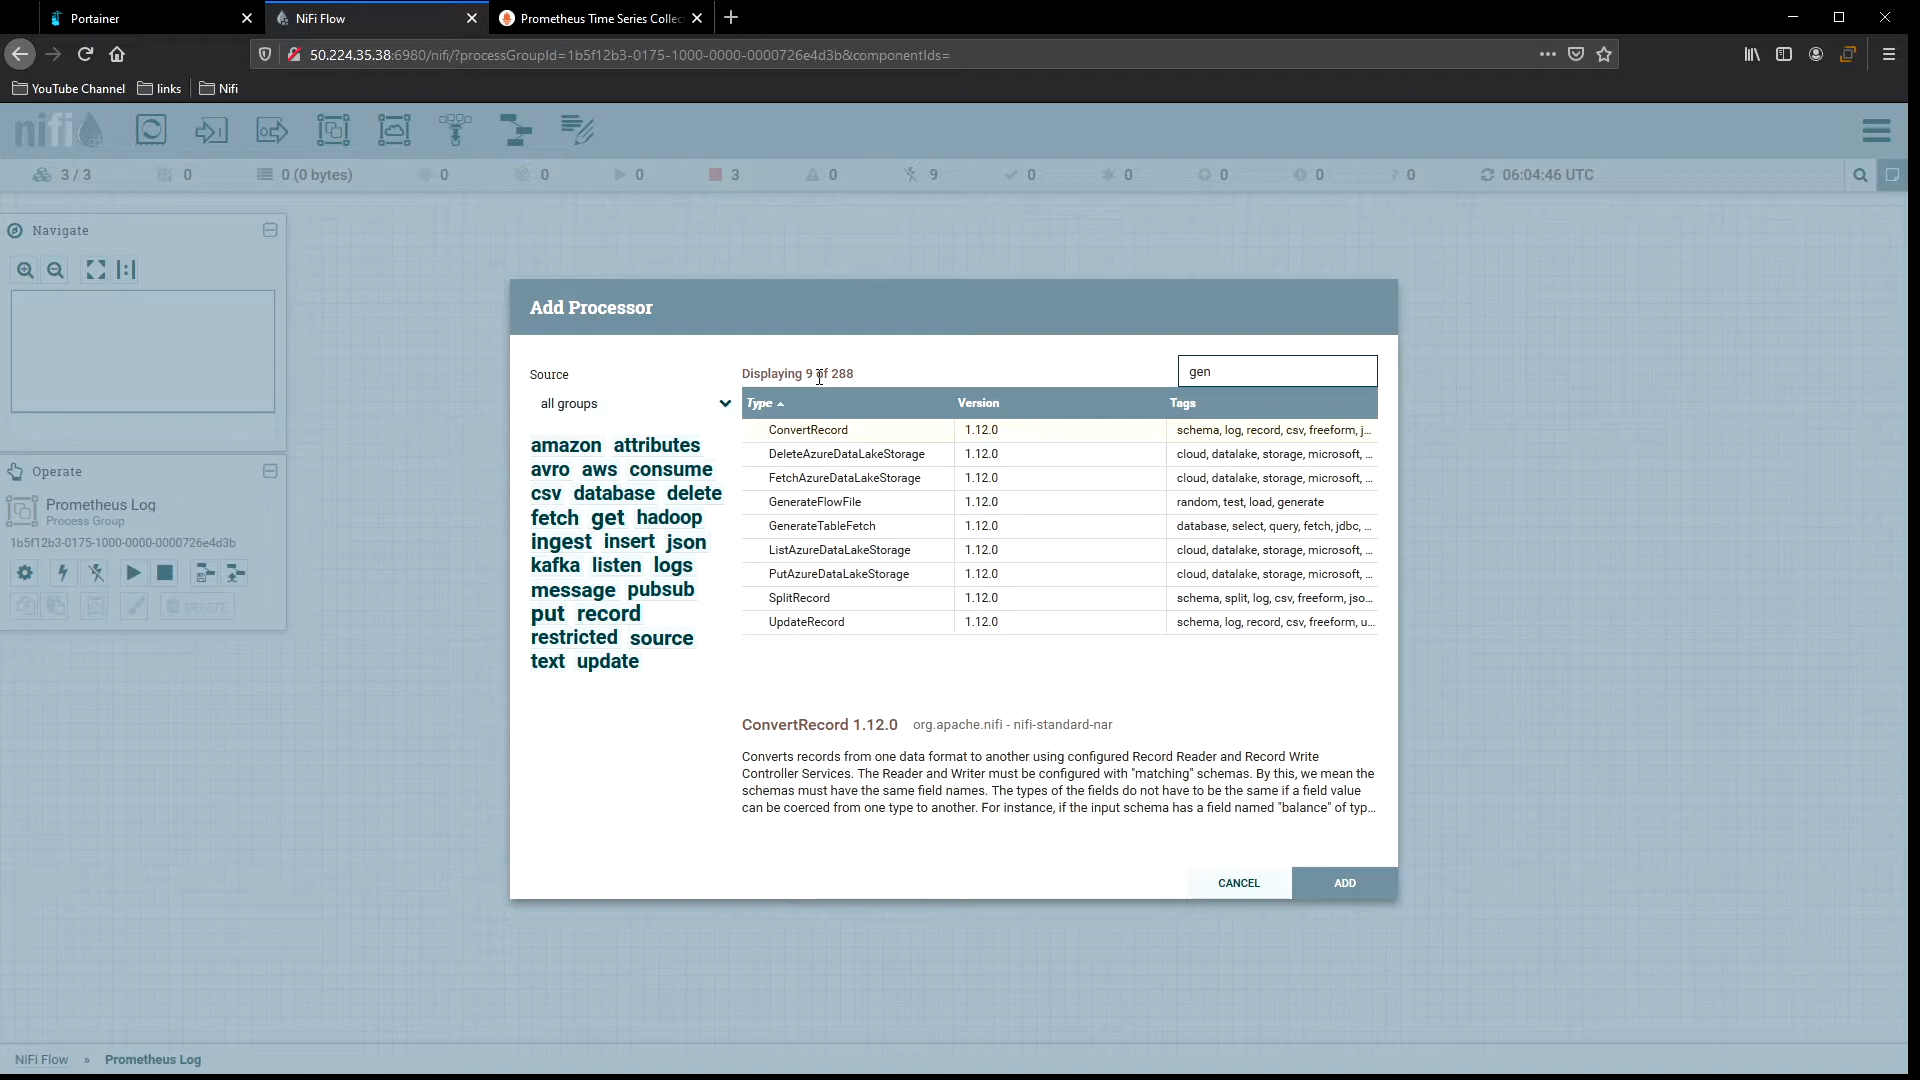 Portainer
NiFi Flow
Prometheus Time Series Collec
50.224.35.38:6980/nifi/?processGroupId=1b5f12b3-0175-1000-0000-0000726e4d3b&componentIds=
YouTube Channel
links
Nifi
nifi
3 / 3
0
0 (0 bytes)
0
0
0
3
0
9
0
0
0
0
0
06:04:46 UTC
Navigate
Operate
Prometheus Log
Process Group
1b5f12b3-0175-1000-0000-0000726e4d3b
DELETE
Add Processor
Source
all groups
amazon attributes
avro aws consume
csv database delete
fetch get hadoop
ingest insert json
kafka listen logs
message pubsub
put record
restricted source
text update
Displaying 9 of 288
gen
Type Version Tags
ConvertRecord 1.12.0 schema, log, record, csv, freeform, j...
DeleteAzureDataLakeStorage 1.12.0 cloud, datalake, storage, microsoft, ...
FetchAzureDataLakeStorage 1.12.0 cloud, datalake, storage, microsoft, ...
GenerateFlowFile 1.12.0 random, test, load, generate
GenerateTableFetch 1.12.0 database, select, query, fetch, jdbc, ...
ListAzureDataLakeStorage 1.12.0 cloud, datalake, storage, microsoft, ...
PutAzureDataLakeStorage 1.12.0 cloud, datalake, storage, microsoft, ...
SplitRecord 1.12.0 schema, split, log, csv, freeform, jso...
UpdateRecord 1.12.0 schema, log, record, csv, freeform, u...
ConvertRecord 1.12.0 org.apache.nifi - nifi-standard-nar
Converts records from one data format to another using configured Record Reader and Record Write
Controller Services. The Reader and Writer must be configured with "matching" schemas. By this, we mean the
schemas must have the same field names. The types of the fields do not have to be the same if a field value
can be coerced from one type to another. For instance, if the input schema has a field named "balance" of typ...
CANCEL
ADD
NiFi Flow » Prometheus Log